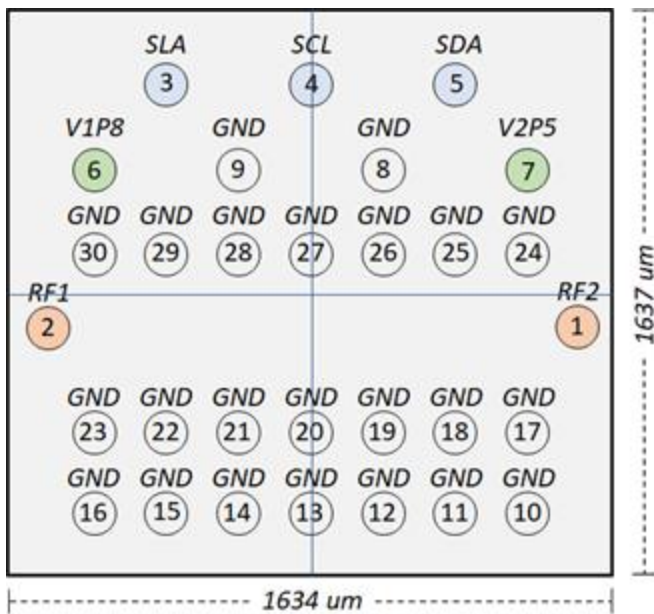 SLA SCL SDA
3 4 5
V1P8 GND GND V2P5
6 9 8 7
GND GND GND GND GND GND GND
30 29 28 27 26 25 24
RF1 RF2
2 1
GND GND GND GND GND GND GND
23 22 21 20 19 18 17
GND GND GND GND GND GND GND
16 15 14 13 12 11 10
1634 um
1637 um